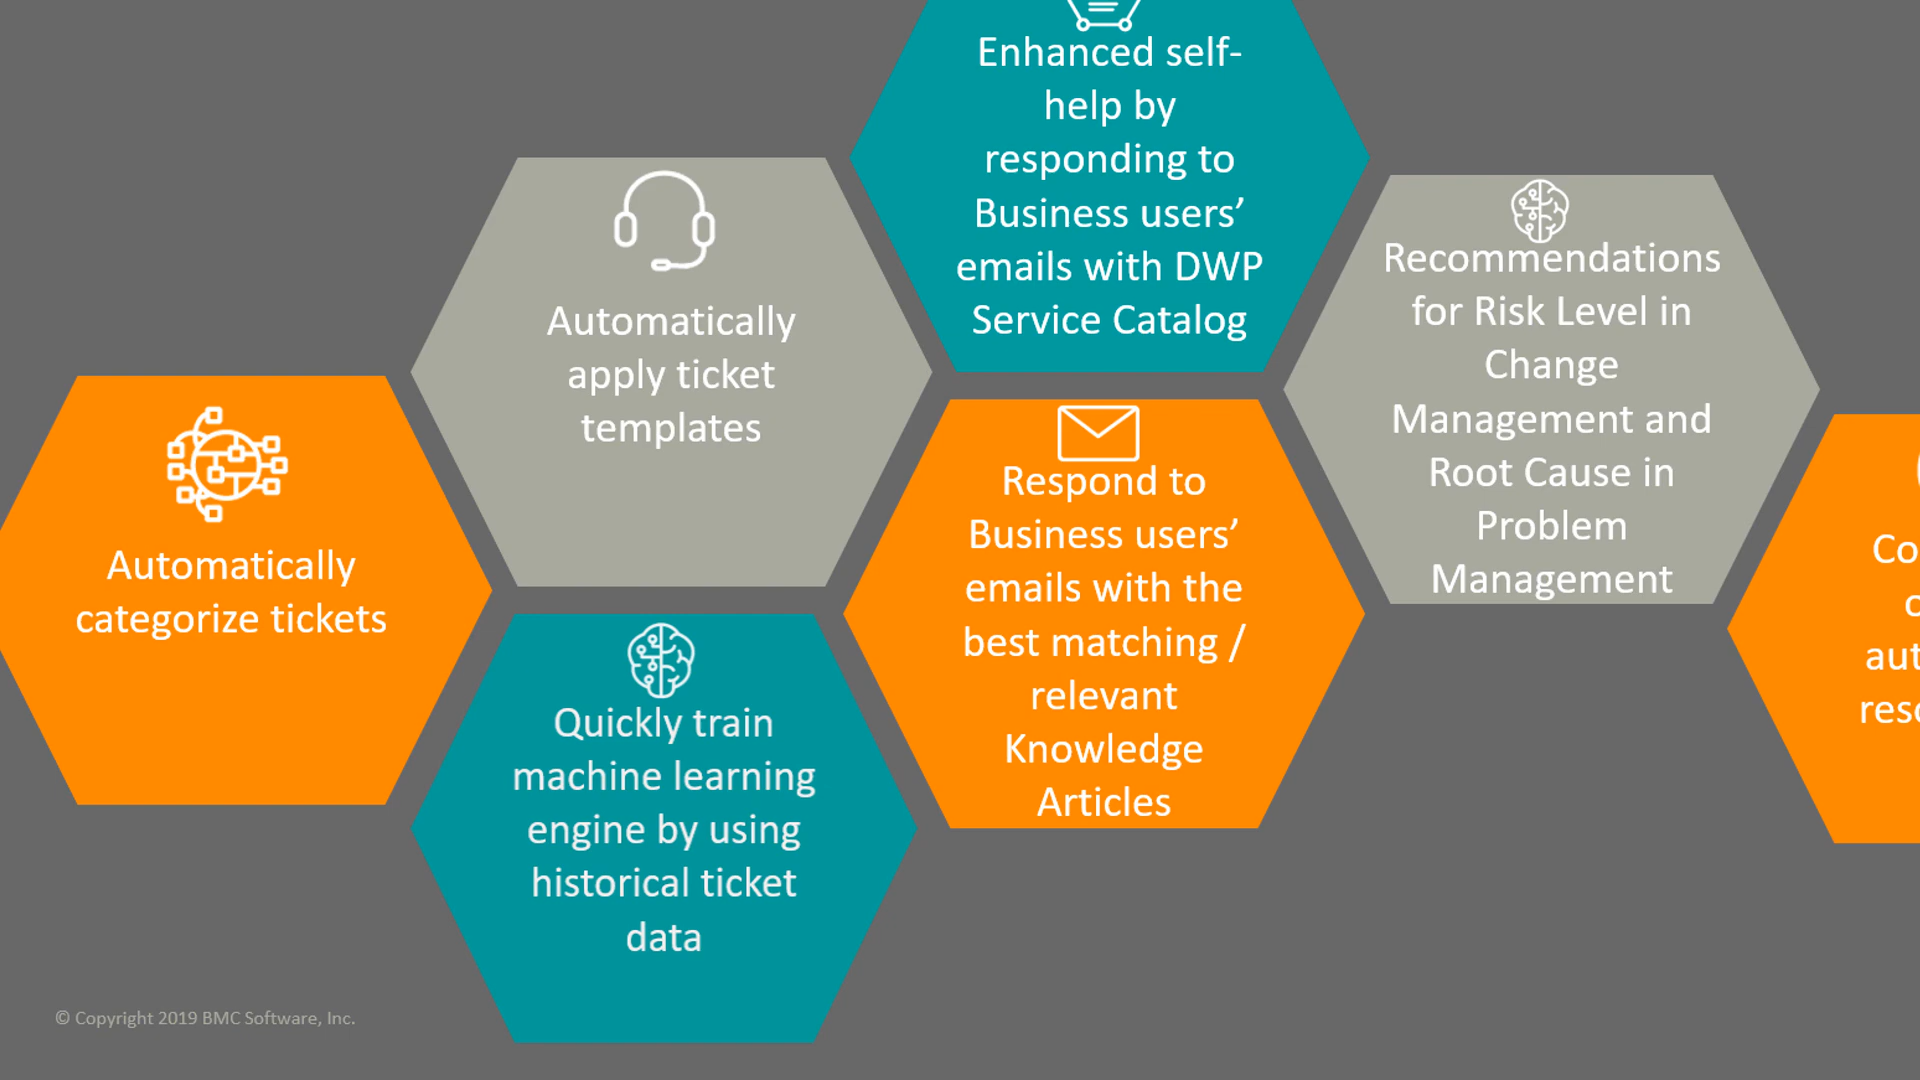 Enhanced self-
help by
responding to
Business users’
emails with DWP
Service Catalog
Automatically
apply ticket
templates
Recommendations
for Risk Level in
Change
Management and
Root Cause in
Problem
Management
Automatically
categorize tickets
Respond to
Business users’
emails with the
best matching /
relevant
Knowledge
Articles
Quickly train
machine learning
engine by using
historical ticket
data
© Copyright 2019 BMC Software, Inc.